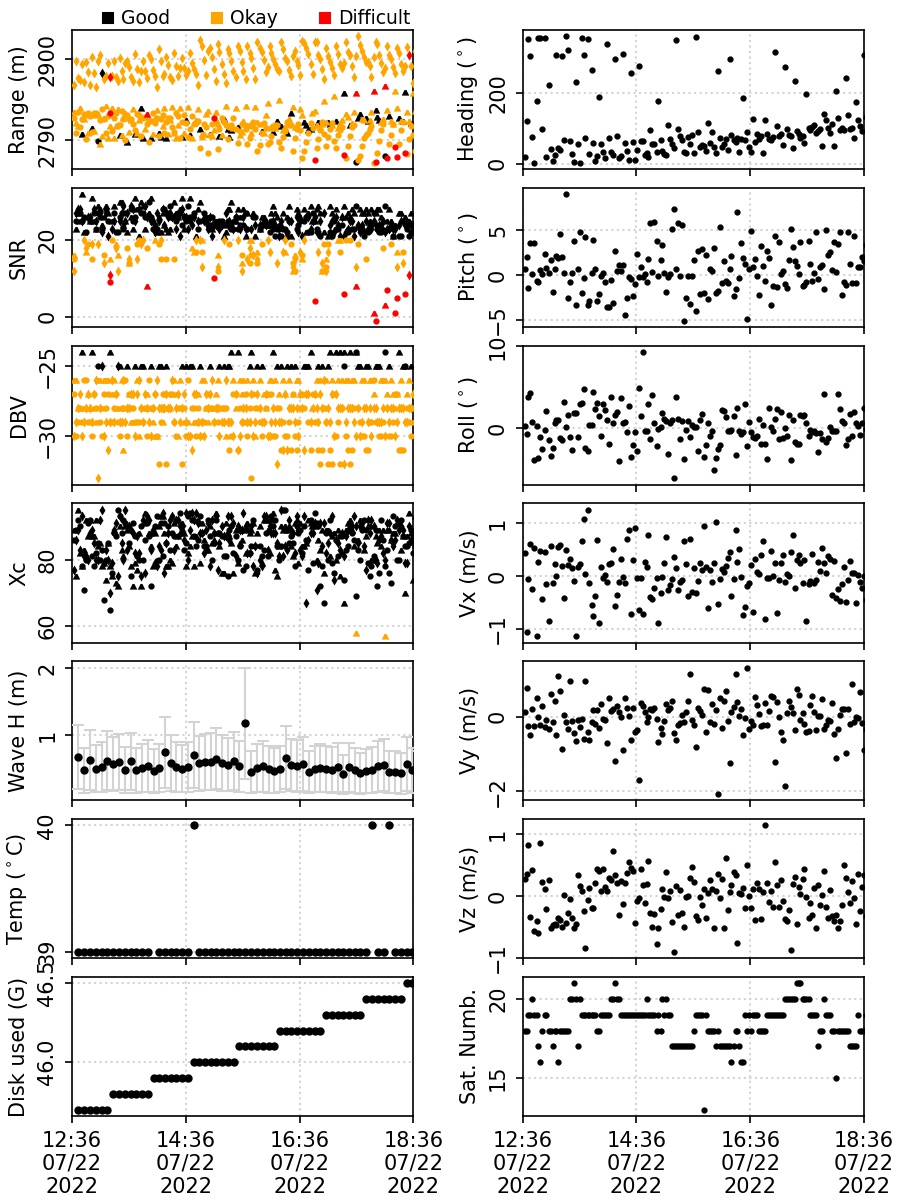 Good Okay Difficult
Range (m) 2900 2790
Heading (°) 200 0
SNR 20 0
Pitch (°) 5 0 −5
DBV −25 −30
Roll (°) 10 0
Xc 80 60
Vx (m/s) 1 0 −1
Wave H (m) 2 1
Vy (m/s) 0 −2
Temp (°C) 40 39
Vz (m/s) 1 0 −1
Disk used (G) 46.5 46.0
Sat. Numb. 20 15
12:36 14:36 16:36 18:36 12:36 14:36 16:36 18:36
07/22 07/22 07/22 07/22 07/22 07/22 07/22 07/22
2022 2022 2022 2022 2022 2022 2022 2022